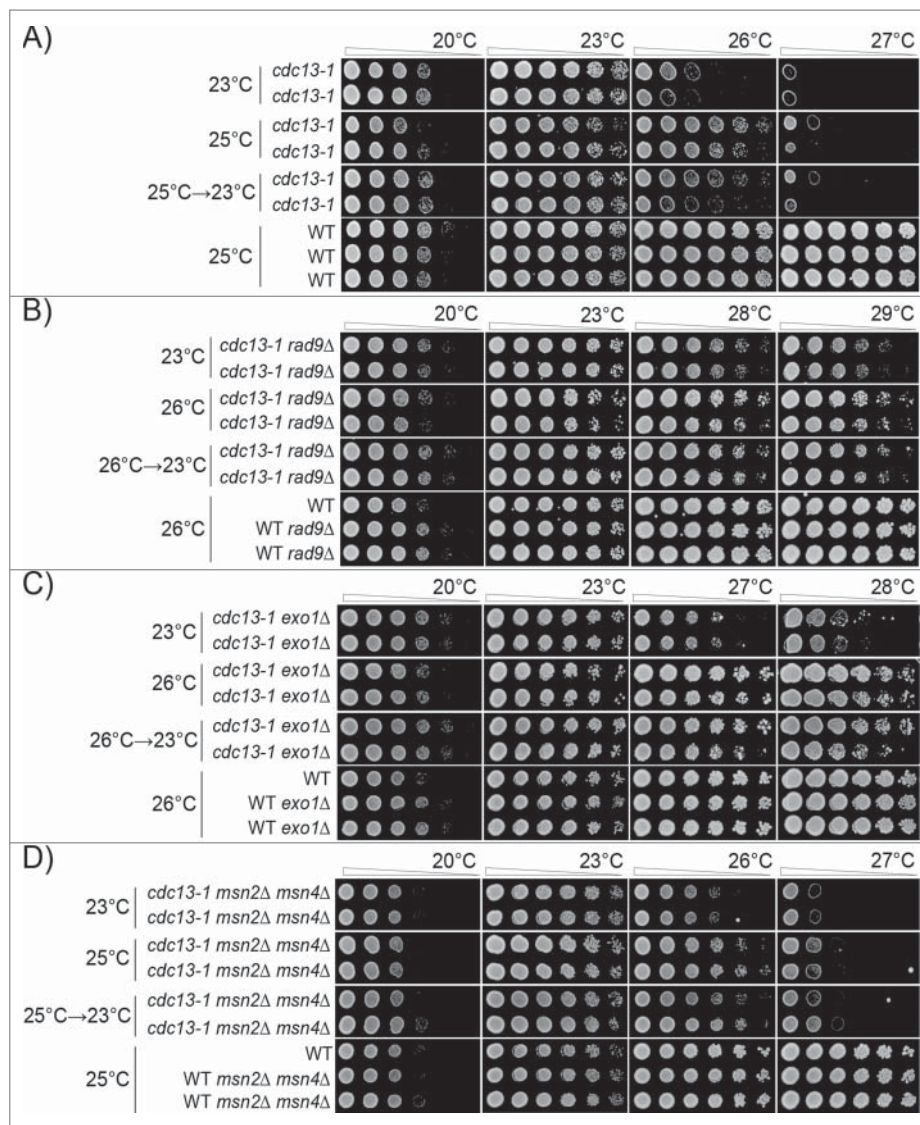 A)
20°C 23°C 26°C 27°C
23°C cdc13-1
cdc13-1
25°C cdc13-1
cdc13-1
25°C→23°C cdc13-1
cdc13-1
25°C WT
WT
WT
B)
20°C 23°C 28°C 29°C
23°C cdc13-1 rad9Δ
cdc13-1 rad9Δ
26°C cdc13-1 rad9Δ
cdc13-1 rad9Δ
26°C→23°C cdc13-1 rad9Δ
cdc13-1 rad9Δ
26°C WT
WT rad9Δ
WT rad9Δ
C)
20°C 23°C 27°C 28°C
23°C cdc13-1 exo1Δ
cdc13-1 exo1Δ
26°C cdc13-1 exo1Δ
cdc13-1 exo1Δ
26°C→23°C cdc13-1 exo1Δ
cdc13-1 exo1Δ
26°C WT
WT exo1Δ
WT exo1Δ
D)
20°C 23°C 26°C 27°C
23°C cdc13-1 msn2Δ msn4Δ
cdc13-1 msn2Δ msn4Δ
25°C cdc13-1 msn2Δ msn4Δ
cdc13-1 msn2Δ msn4Δ
25°C→23°C cdc13-1 msn2Δ msn4Δ
cdc13-1 msn2Δ msn4Δ
25°C WT
WT msn2Δ msn4Δ
WT msn2Δ msn4Δ